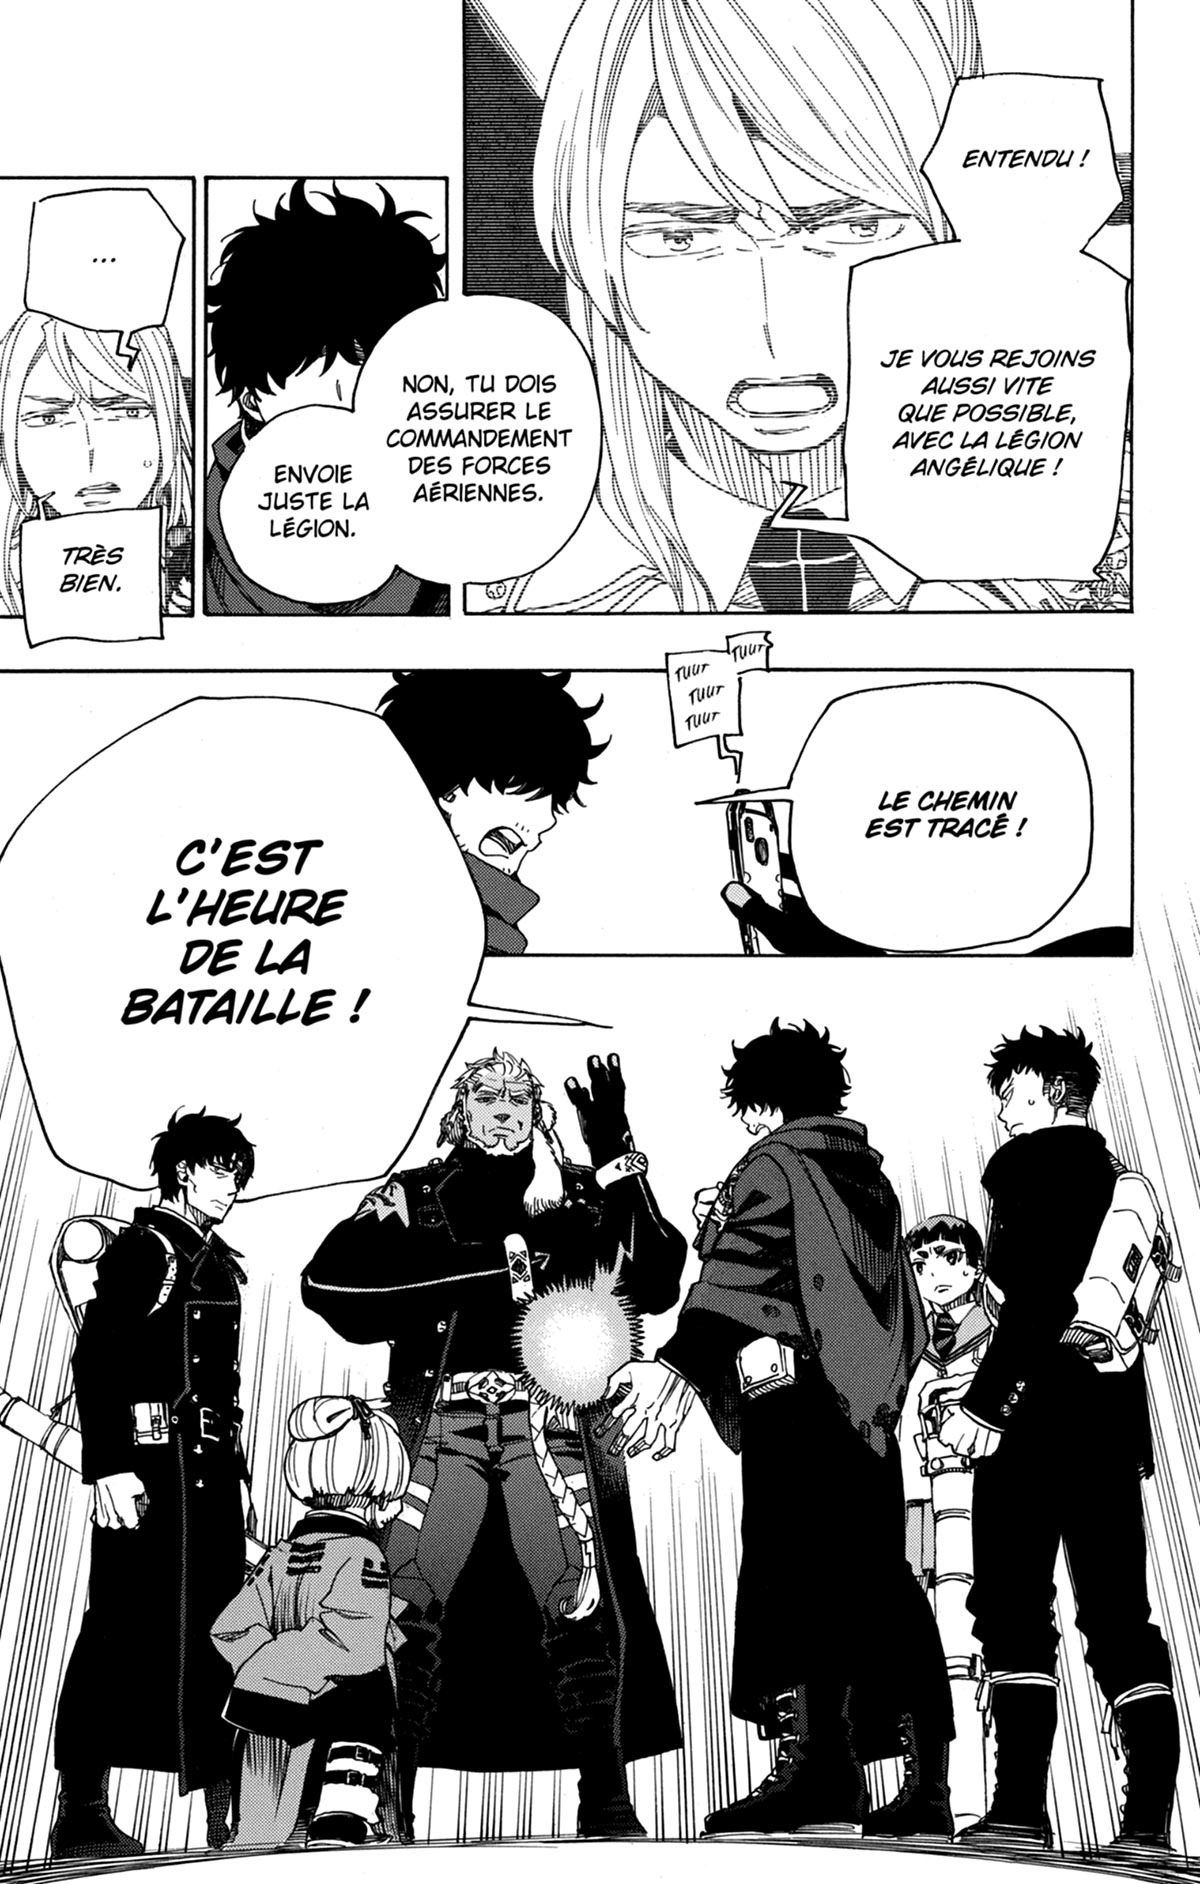 ENTENDU !
JE VOUS REJOINS
AUSSI VITE
QUE POSSIBLE,
AVEC LA LÉGION
ANGÉLIQUE !
NON, TU DOIS
ASSURER LE
COMMANDEMENT
DES FORCES
AÉRIENNES.
ENVOIE
JUSTE LA
LÉGION.
...
TRÈS
BIEN.
TUUT
TUUT
TUUT
TUUT
LE CHEMIN
EST TRACÉ !
C'EST
L'HEURE
DE LA
BATAILLE !